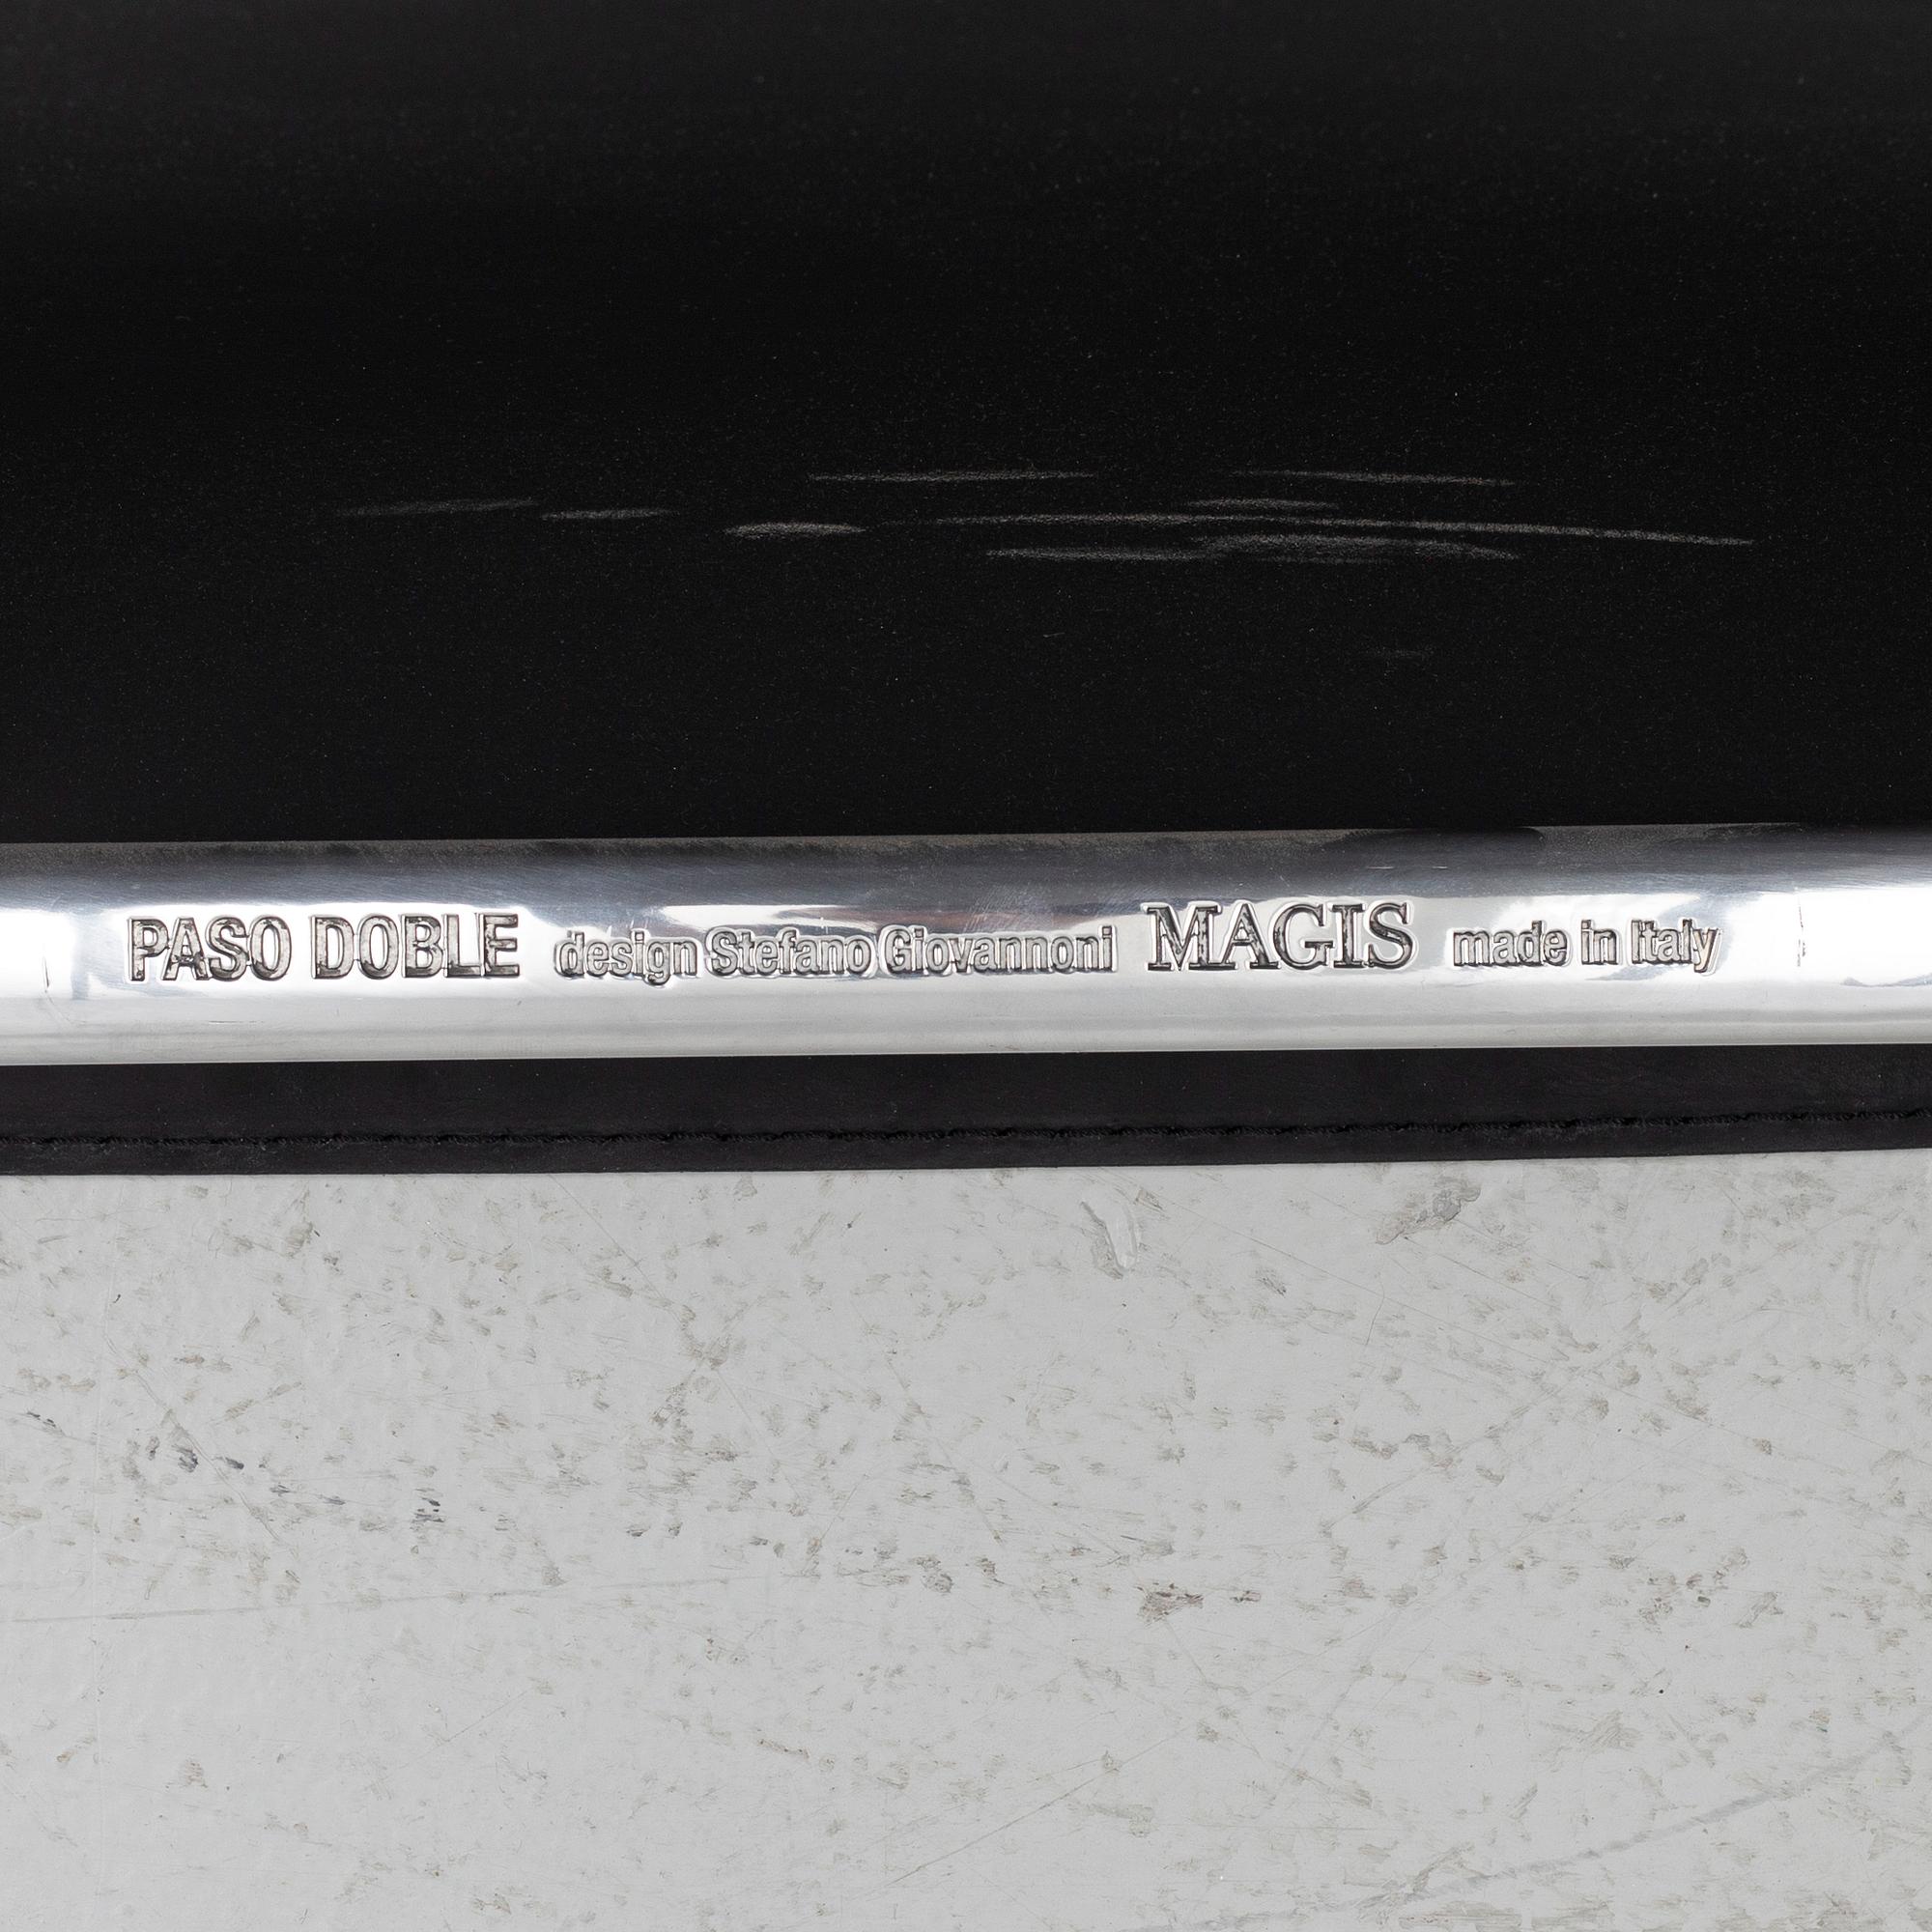 PASO DOBLE design Stefano Giovannoni MAGIS made in Italy